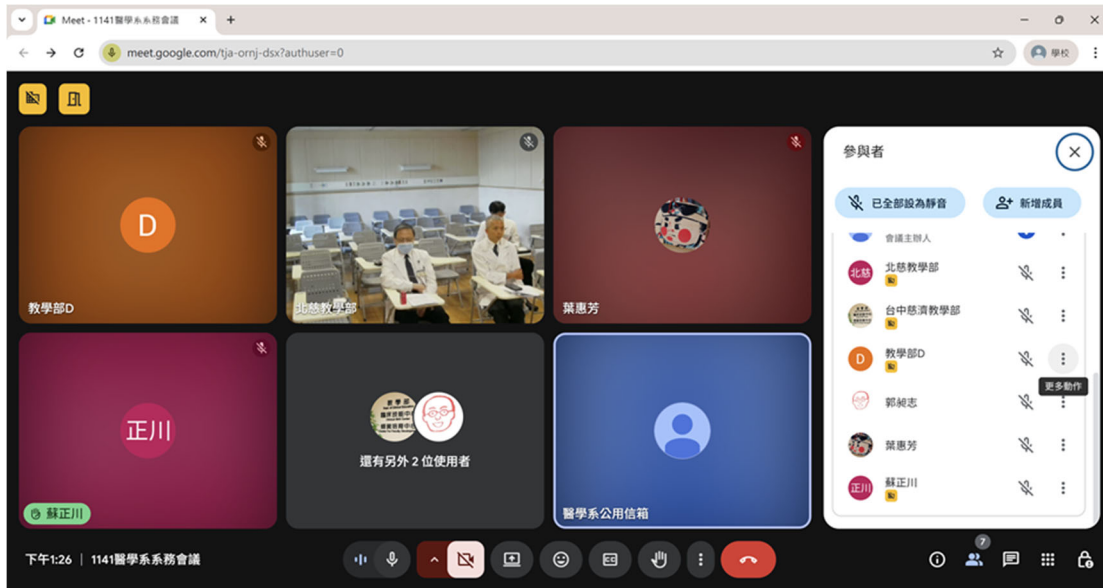 Meet - 1141醫學系系務會議
meet.google.com/tja-ornj-dsx?authuser=0
學校
D
教學部D
北慈教學部
葉惠芳
正川
蘇正川
教學部
還有另外 2 位使用者
醫學系公用信箱
參與者
已全部設為靜音
新增成員
會議主辦人
北慈
北慈教學部
台中慈濟教學部
D
教學部D
更多動作
郭昶志
葉惠芳
正川
蘇正川
下午1:26 | 1141醫學系系務會議
CC
7